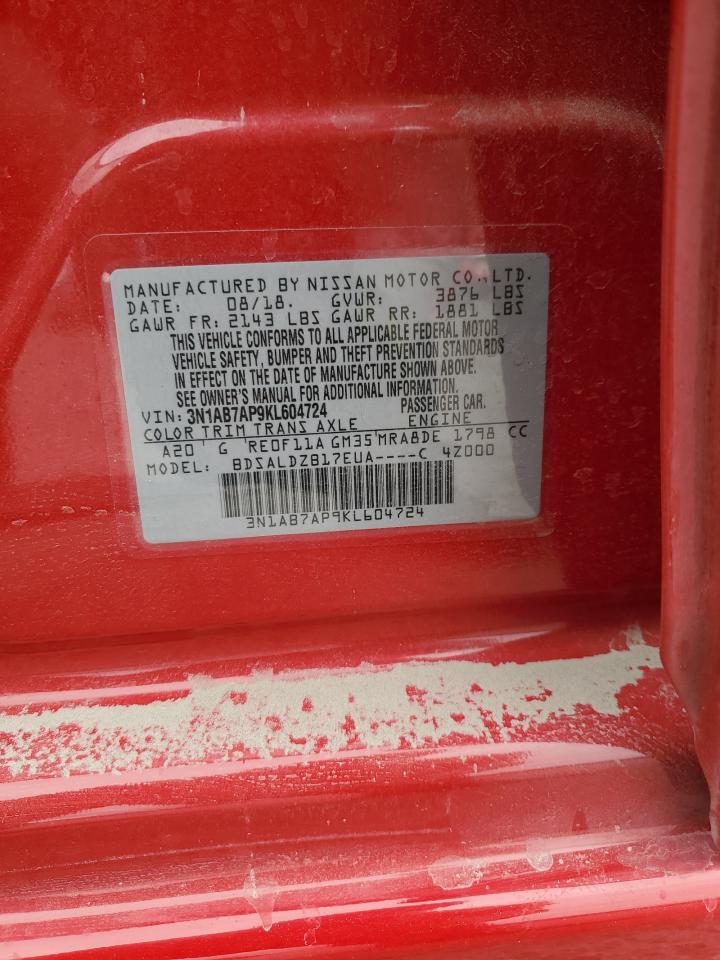 MANUFACTURED BY NISSAN MOTOR CO.,LTD.
DATE: 08/18. GVWR: 3876 LBS
GAWR FR: 2143 LBS GAWR RR: 1881 LBS
THIS VEHICLE CONFORMS TO ALL APPLICABLE FEDERAL MOTOR
VEHICLE SAFETY, BUMPER AND THEFT PREVENTION STANDARDS
IN EFFECT ON THE DATE OF MANUFACTURE SHOWN ABOVE.
SEE OWNER'S MANUAL FOR ADDITIONAL INFORMATION.
VIN: 3N1AB7AP9KL604724 PASSENGER CAR.
COLOR TRIM TRANS AXLE ENGINE
A20 G RE0F11A GM35 MRA8DE 1798 CC
MODEL: BDSALDZB17EUA----C 4Z000
3N1AB7AP9KL604724